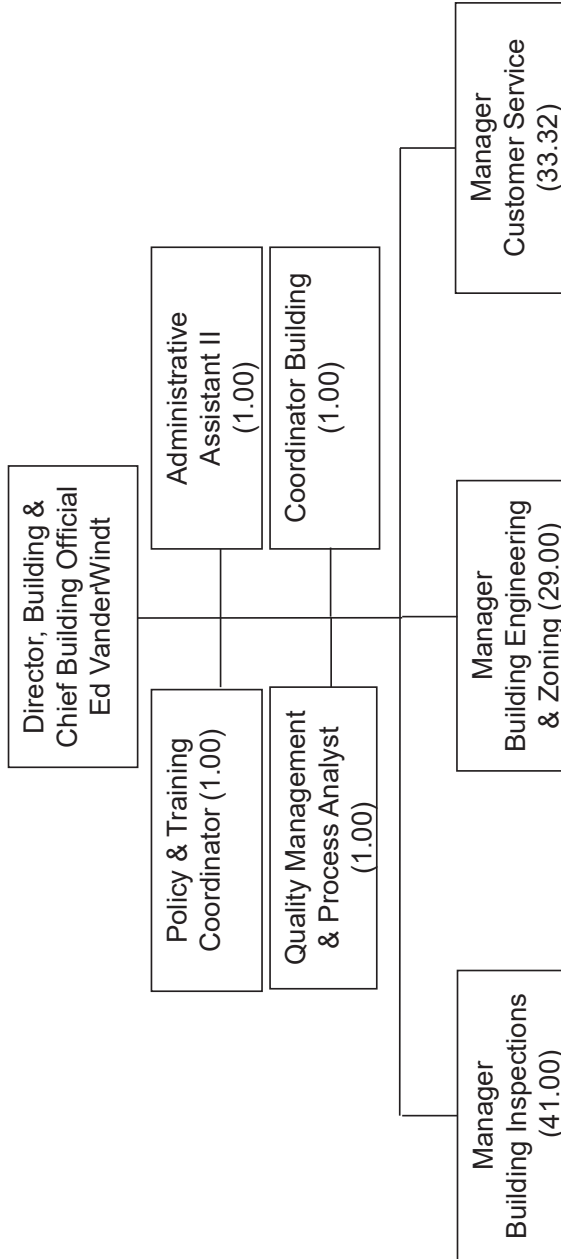 Director, Building &
Chief Building Official
Ed VanderWindt
Policy & Training
Coordinator (1.00)
Administrative
Assistant II
(1.00)
Quality Management
& Process Analyst
(1.00)
Coordinator Building
(1.00)
Manager
Building Inspections
(41.00)
Manager
Building Engineering
& Zoning (29.00)
Manager
Customer Service
(33.32)